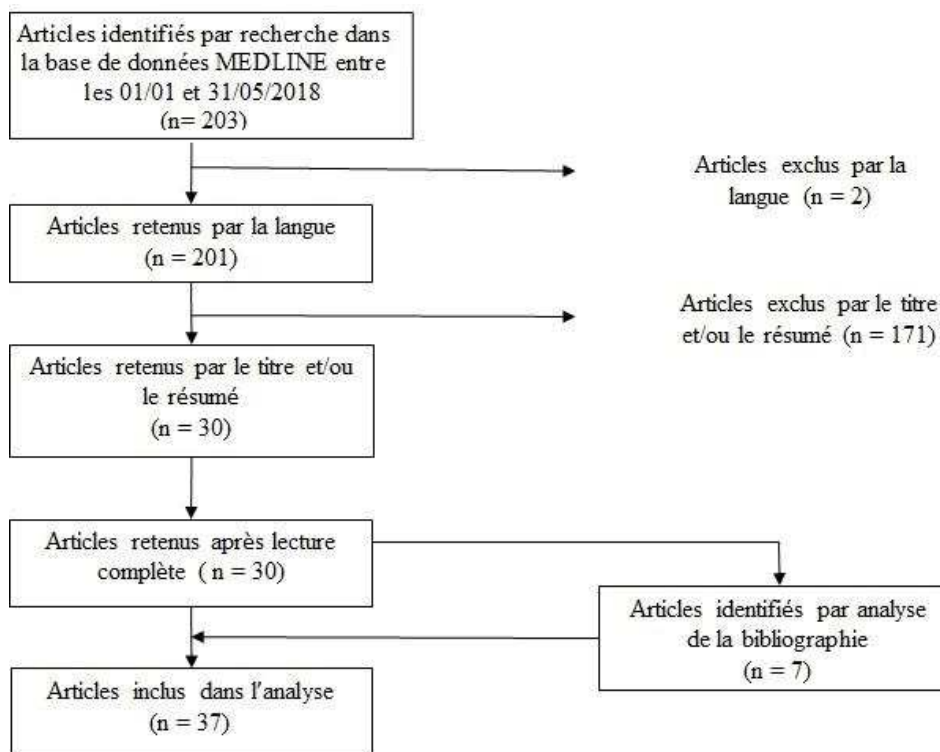 Articles identifiés par recherche dans
la base de données MEDLINE entre
les 01/01 et 31/05/2018
(n= 203)
Articles exclus par la
langue (n = 2)
Articles retenus par la langue
(n = 201)
Articles exclus par le titre
et/ou le résumé (n = 171)
Articles retenus par le titre et/ou
le résumé
(n = 30)
Articles retenus après lecture
complète ( n = 30)
Articles identifiés par analyse
de la bibliographie
(n = 7)
Articles inclus dans l'analyse
(n = 37)